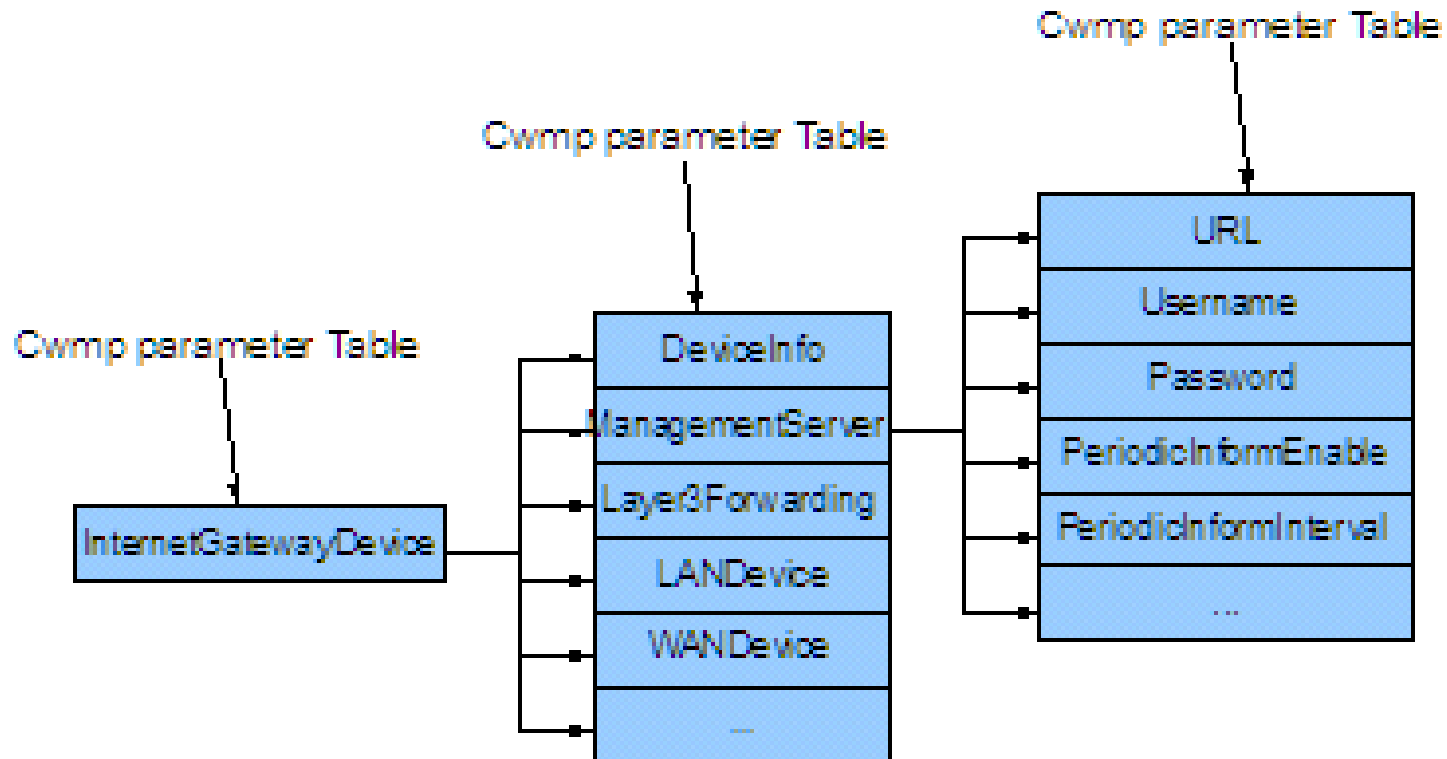 Cwmp parameter Table
Cwmp parameter Table
Cwmp parameter Table
InternetGatewayDevice
DeviceInfo
ManagementServer
Layer3Forwarding
LANDevice
WANDevice
...
URL
Username
Password
PeriodicInformEnable
PeriodicInformInterval
...